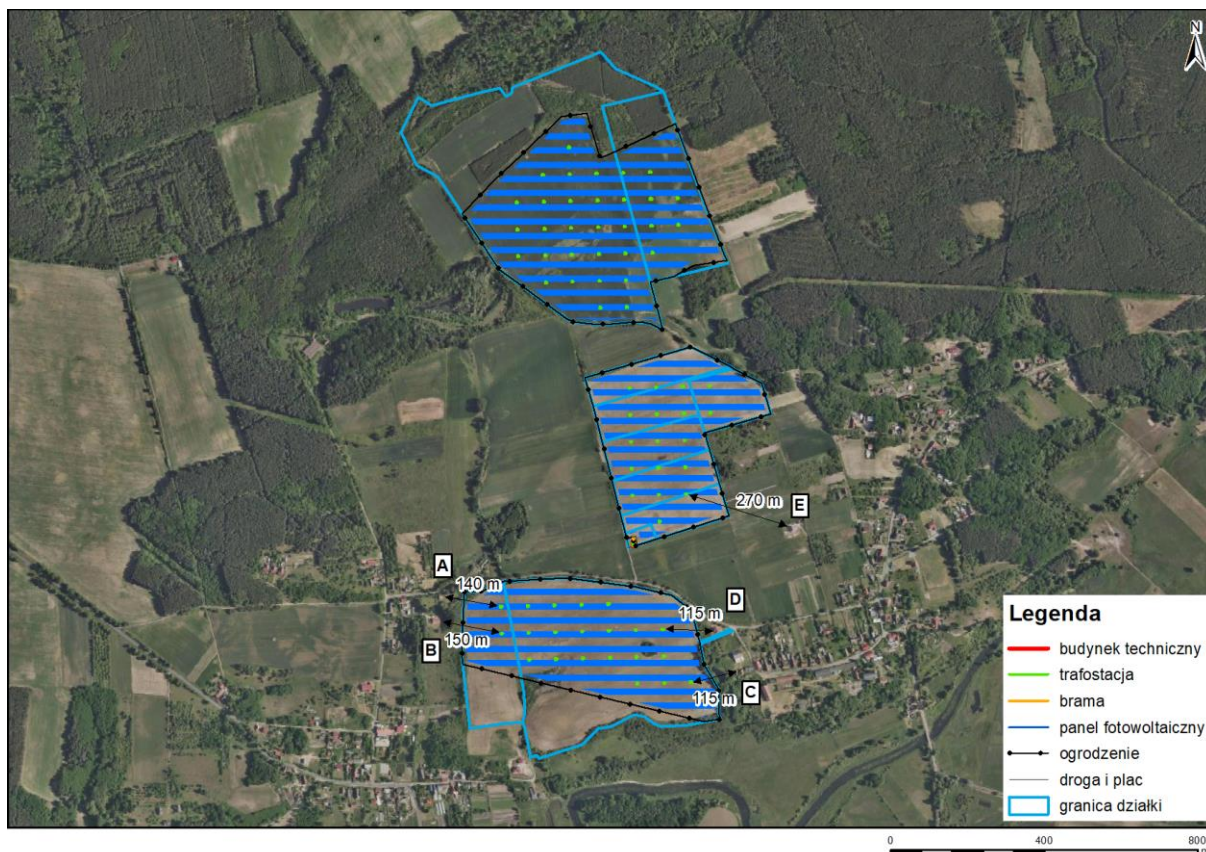 N
A
140 m
B
150 m
270 m
E
D
115 m
C
115 m
Legenda
budynek techniczny
trafostacja
brama
panel fotowoltaiczny
ogrodzenie
droga i plac
granica działki
0 400 800